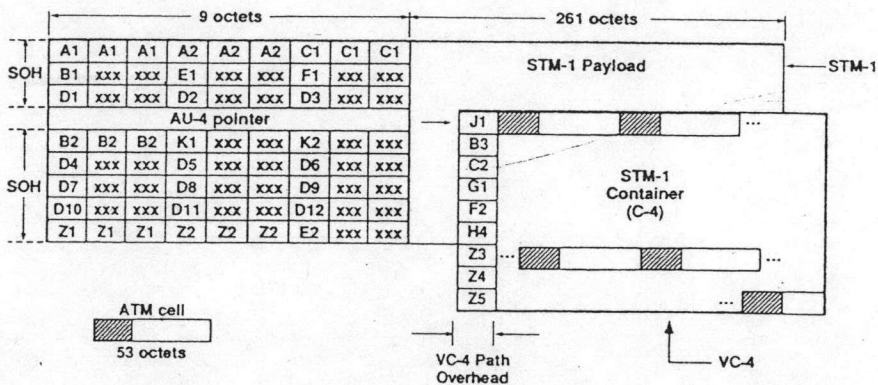 9 octets 261 octets
A1 A1 A1 A2 A2 A2 C1 C1 C1
SOH B1 xxx xxx E1 xxx xxx F1 xxx xxx STM-1 Payload STM-1
D1 xxx xxx D2 xxx xxx D3 xxx xxx
AU-4 pointer J1 ...
B2 B2 B2 K1 xxx xxx K2 xxx xxx B3
D4 xxx xxx D5 xxx xxx D6 xxx xxx C2 STM-1
SOH D7 xxx xxx D8 xxx xxx D9 xxx xxx G1 Container
D10 xxx xxx D11 xxx xxx D12 xxx xxx F2 (C-4)
Z1 Z1 Z1 Z2 Z2 Z2 E2 xxx xxx H4
Z3 ... ...
Z4
Z5 ...
ATM cell
53 octets
VC-4 Path
Overhead
VC-4